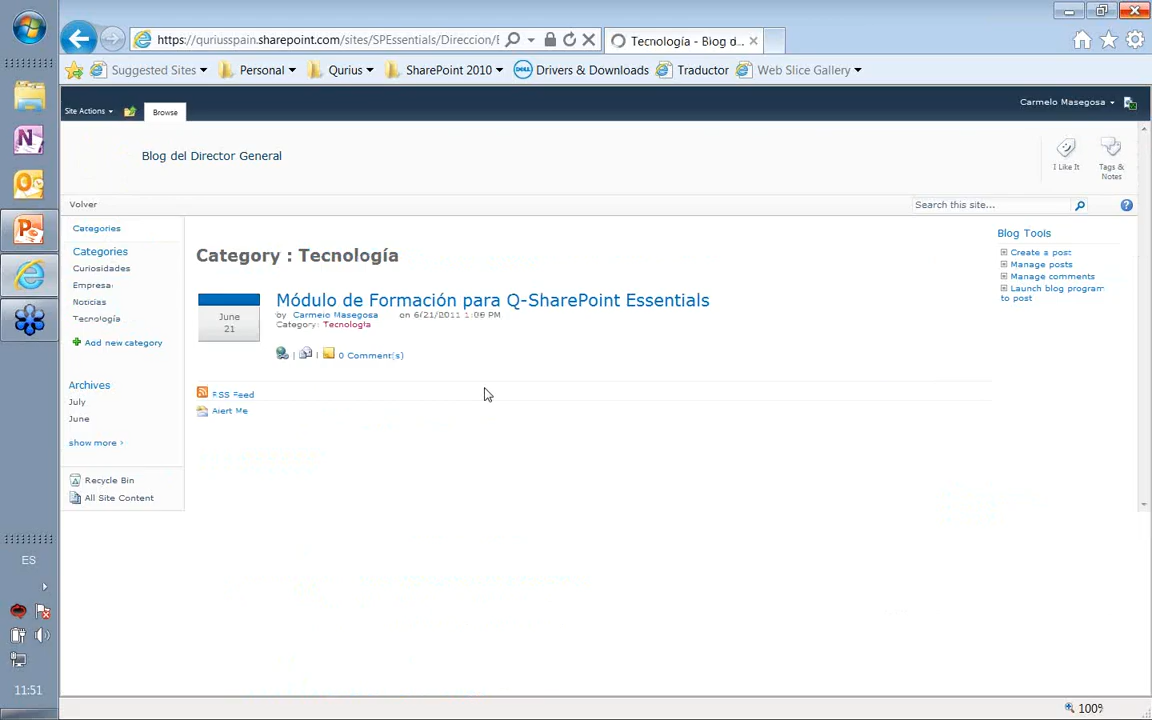 https://quriusspain.sharepoint.com/sites/SPEssentials/Direccion/E
Tecnología - Blog d...
Suggested Sites
Personal
Qurius
SharePoint 2010
Drivers & Downloads
Traductor
Web Slice Gallery
Site Actions
Browse
Carmelo Masegosa
Blog del Director General
I Like It
Tags &
Notes
Volver
Search this site...
Categories
Categories
Curiosidades
Empresa
Noticias
Tecnología
Add new category
Archives
July
June
show more ›
Recycle Bin
All Site Content
Category : Tecnología
June
21
Módulo de Formación para Q-SharePoint Essentials
by Carmelo Masegosa on 6/21/2011 1:06 PM
Category: Tecnología
| | 0 Comment(s)
RSS Feed
Alert Me
Blog Tools
Create a post
Manage posts
Manage comments
Launch blog program
to post
ES
11:51
100%